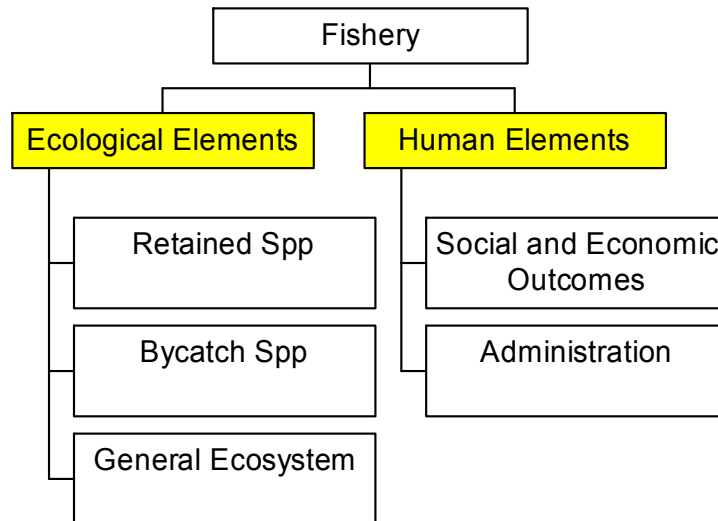 Fishery
Ecological Elements
Human Elements
Retained Spp
Bycatch Spp
General Ecosystem
Social and Economic
Outcomes
Administration